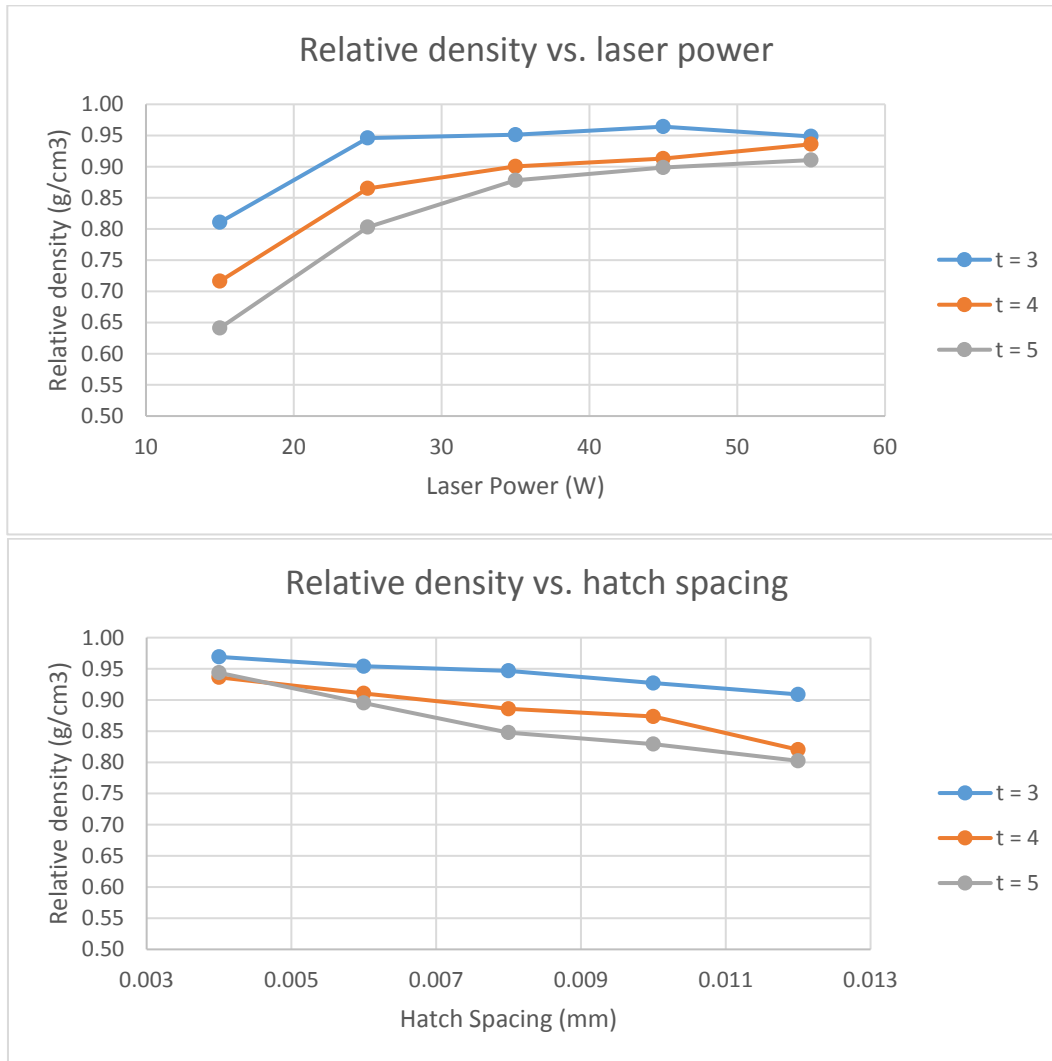 Relative density vs. laser power
Relative density (g/cm3)
1.00
0.95
0.90
0.85
0.80
0.75
0.70
0.65
0.60
0.55
0.50
10 20 30 40 50 60
Laser Power (W)
t = 3
t = 4
t = 5
Relative density vs. hatch spacing
Relative density (g/cm3)
1.00
0.95
0.90
0.85
0.80
0.75
0.70
0.65
0.60
0.55
0.50
0.003 0.005 0.007 0.009 0.011 0.013
Hatch Spacing (mm)
t = 3
t = 4
t = 5